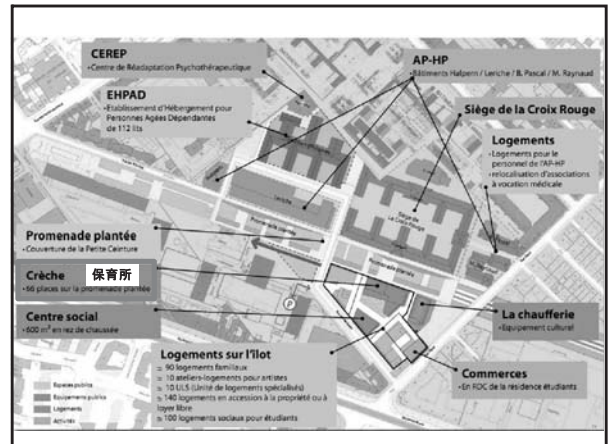 CEREP
•Centre de Réadaptation Psychothérapeutique
AP-HP
•Bâtiments Halpern / Leriche / B. Pascal / M. Raynaud
EHPAD
•Etablissement d'Hébergement pour
Personnes Agées Dépendantes
de 112 lits
Siège de la Croix Rouge
Logements
•Logements pour le
personnel de l'AP-HP
•relocalisation d'associations
à vocation médicale
Leriche
Siège de
La Croix Rouge
Promenade plantée
Promenade plantée
Promenade plantée
•Couverture de la Petite Ceinture
Crèche 保育所
•66 places sur la promenade plantée
P
Centre social
•600 m² en rez de chaussée
La chaufferie
•Equipement culturel
Logements sur l'îlot
≃ 90 logements familiaux
≃ 10 ateliers-logements pour artistes
≃ 10 ULS (Unité de logements spécialisés)
≃ 140 logements en accession à la propriété ou à
loyer libre
≃ 100 logements sociaux pour étudiants
Commerces
•En RDC de la résidence étudiants
Espaces publics
Equipements publics
Logements
Activités